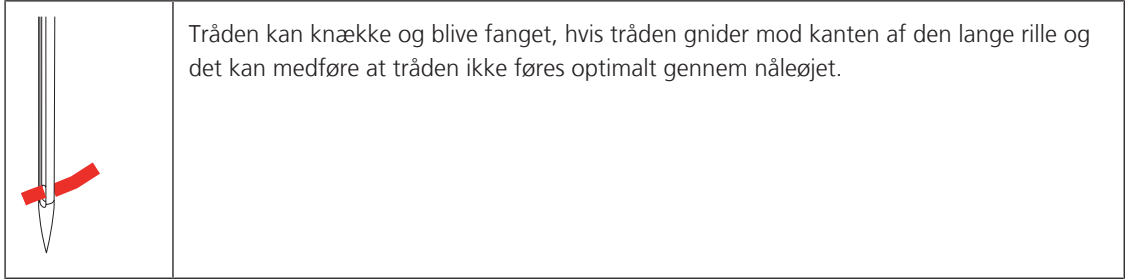 Tråden kan knække og blive fanget, hvis tråden gnider mod kanten af den lange rille og
det kan medføre at tråden ikke føres optimalt gennem nåleøjet.